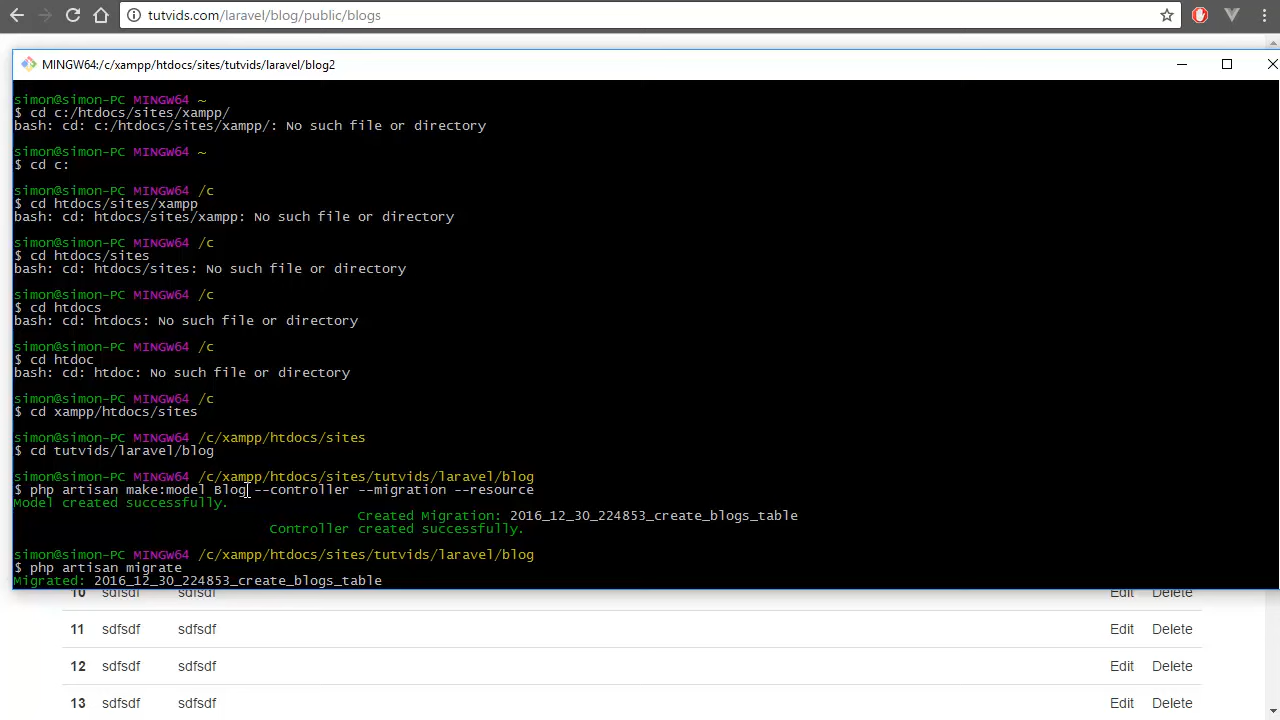 tutvids.com/laravel/blog/public/blogs
MINGW64:/c/xampp/htdocs/sites/tutvids/laravel/blog2
simon@simon-PC MINGW64 ~
$ cd c:/htdocs/sites/xampp/
bash: cd: c:/htdocs/sites/xampp/: No such file or directory
simon@simon-PC MINGW64 ~
$ cd c:
simon@simon-PC MINGW64 /c
$ cd htdocs/sites/xampp
bash: cd: htdocs/sites/xampp: No such file or directory
simon@simon-PC MINGW64 /c
$ cd htdocs/sites
bash: cd: htdocs/sites: No such file or directory
simon@simon-PC MINGW64 /c
$ cd htdocs
bash: cd: htdocs: No such file or directory
simon@simon-PC MINGW64 /c
$ cd htdoc
bash: cd: htdoc: No such file or directory
simon@simon-PC MINGW64 /c
$ cd xampp/htdocs/sites
simon@simon-PC MINGW64 /c/xampp/htdocs/sites
$ cd tutvids/laravel/blog
simon@simon-PC MINGW64 /c/xampp/htdocs/sites/tutvids/laravel/blog
$ php artisan make:model Blog --controller --migration --resource
Model created successfully.
Created Migration: 2016_12_30_224853_create_blogs_table
Controller created successfully.
simon@simon-PC MINGW64 /c/xampp/htdocs/sites/tutvids/laravel/blog
$ php artisan migrate
Migrated: 2016_12_30_224853_create_blogs_table
10 sdfsdf sdfsdf Edit Delete
11 sdfsdf sdfsdf Edit Delete
12 sdfsdf sdfsdf Edit Delete
13 sdfsdf sdfsdf Edit Delete